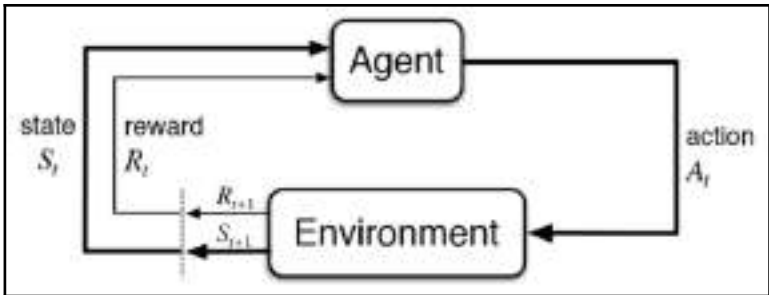 Agent
state
S_t
reward
R_t
action
A_t
R_{t+1}
S_{t+1}
Environment